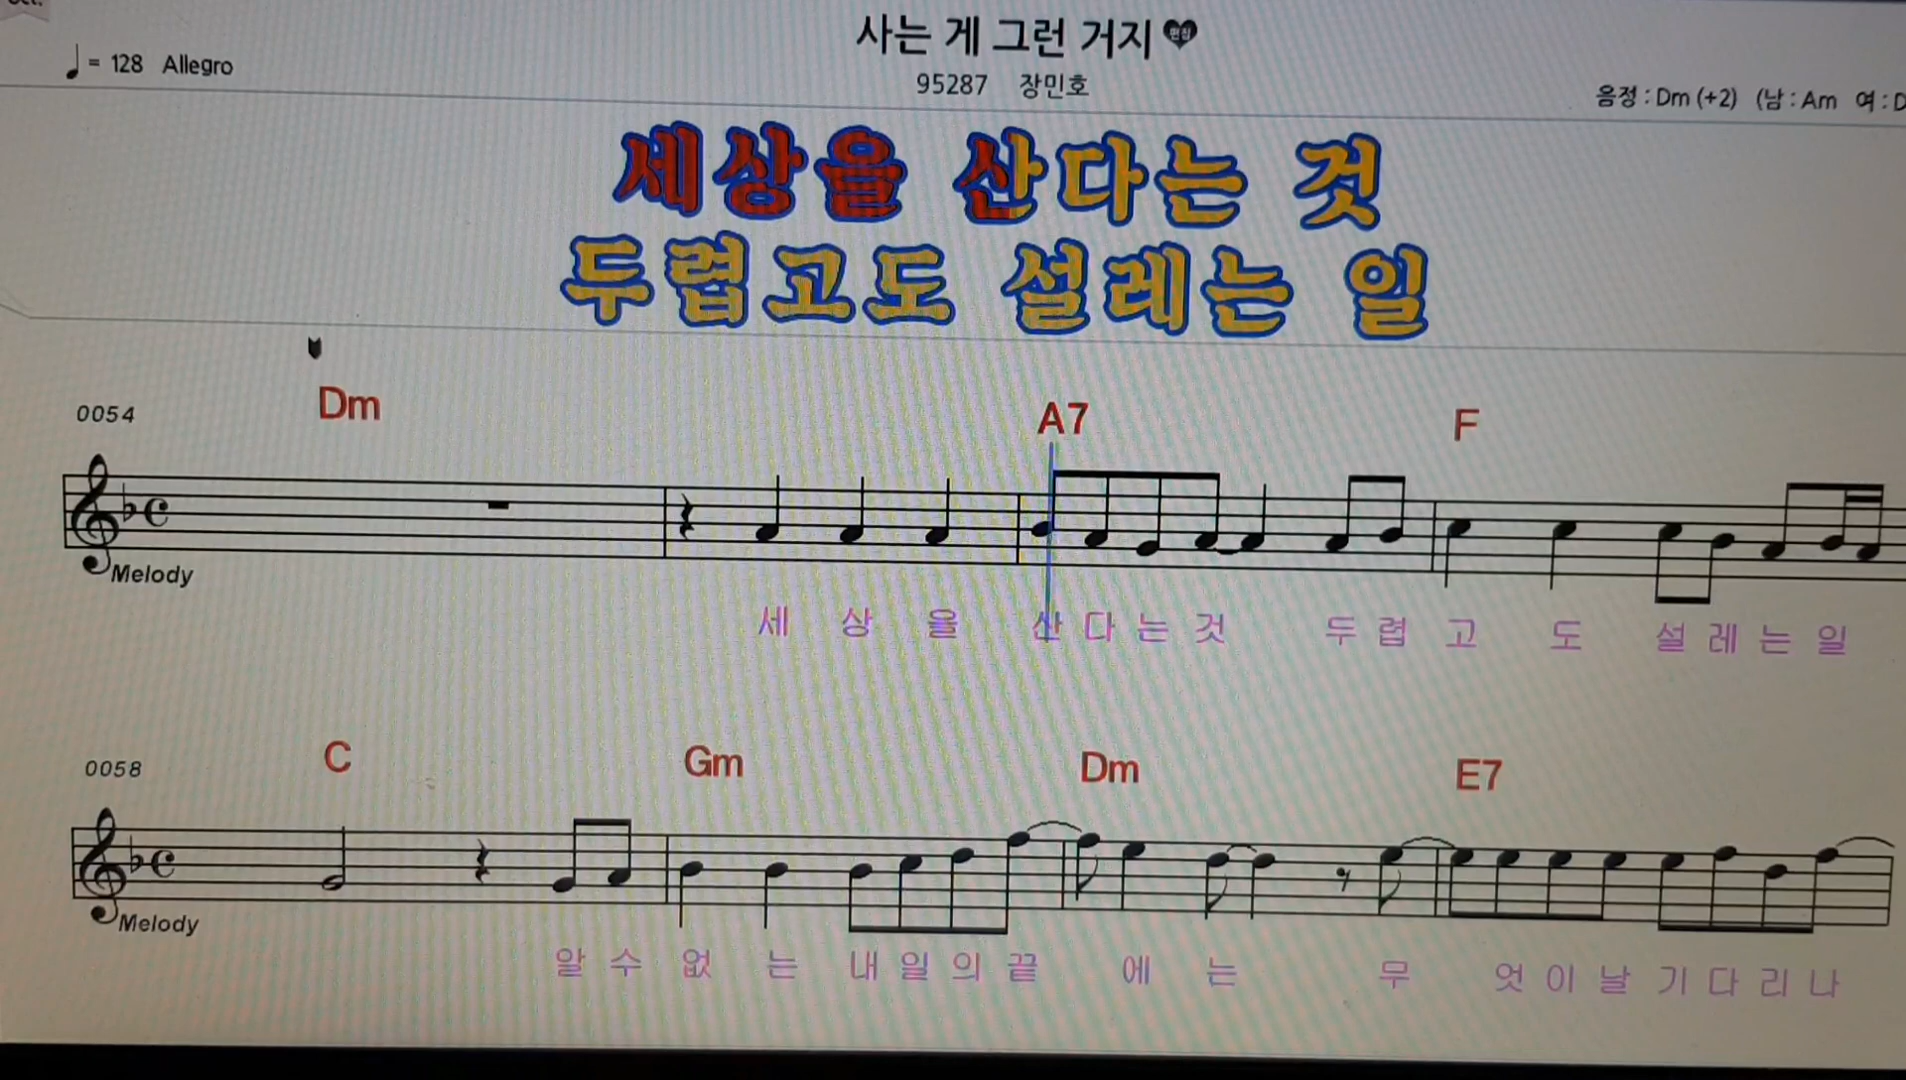 사는 게 그런 거지
♩ = 128 Allegro
95287 장민호
음정 : Dm (+2) (남 : Am 여 : D
세상을 산다는 것
두렵고도 설레는 일
0054 Dm A7 F
Melody
세 상 을 산 다 는 것 두 렵 고 도 설 레 는 일
0058 C Gm Dm E7
Melody
알 수 없 는 내 일 의 끝 에 는 무 엇 이 날 기 다 리 나